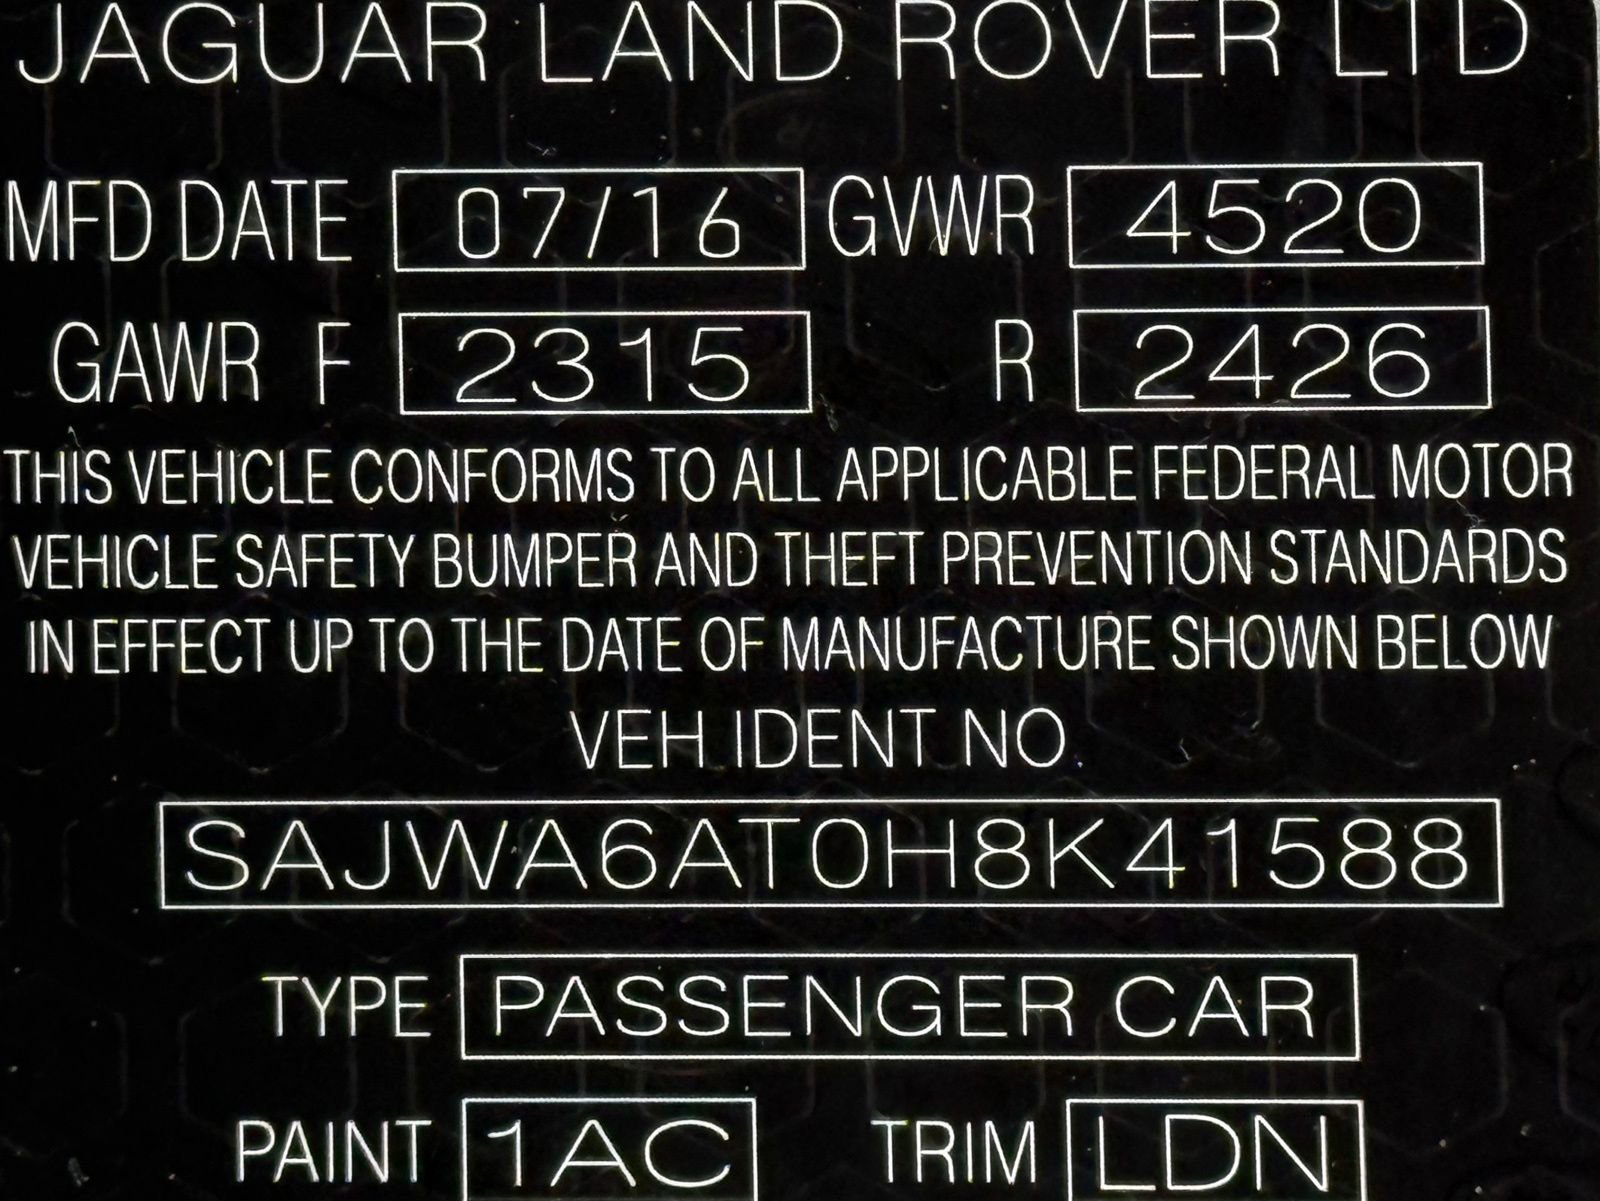 JAGUAR LAND ROVER LTD
MFD DATE 07/16 GVWR 4520
GAWR F 2315 R 2426
THIS VEHICLE CONFORMS TO ALL APPLICABLE FEDERAL MOTOR
VEHICLE SAFETY BUMPER AND THEFT PREVENTION STANDARDS
IN EFFECT UP TO THE DATE OF MANUFACTURE SHOWN BELOW
VEH IDENT NO
SAJWA6AT0H8K41588
TYPE PASSENGER CAR
PAINT 1AC TRIM LDN